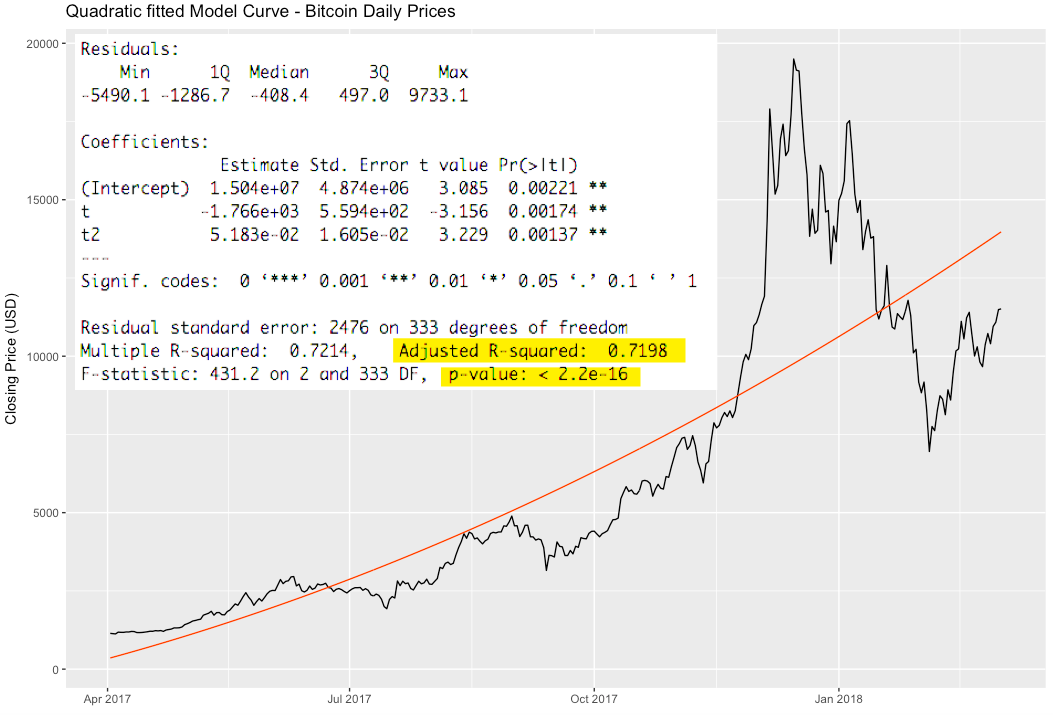 Quadratic fitted Model Curve - Bitcoin Daily Prices
Residuals:
Min 1Q Median 3Q Max
-5490.1 -1286.7 -408.4 497.0 9733.1
Coefficients:
Estimate Std. Error t value Pr(>|t|)
(Intercept) 1.504e+07 4.874e+06 3.085 0.00221 **
t -1.766e+03 5.594e+02 -3.156 0.00174 **
t2 5.183e-02 1.605e-02 3.229 0.00137 **
---
Signif. codes: 0 ‘***’ 0.001 ‘**’ 0.01 ‘*’ 0.05 ‘.’ 0.1 ‘ ’ 1
Residual standard error: 2476 on 333 degrees of freedom
Multiple R-squared: 0.7214, Adjusted R-squared: 0.7198
F-statistic: 431.2 on 2 and 333 DF, p-value: < 2.2e-16
Closing Price (USD)
20000
15000
10000
5000
0
Apr 2017
Jul 2017
Oct 2017
Jan 2018